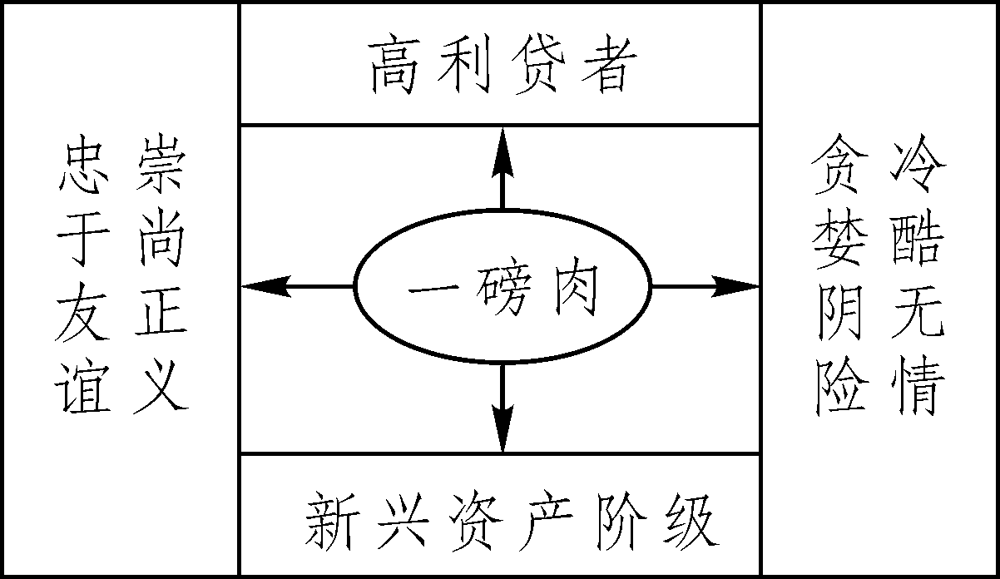 高利贷者
崇尚正义
忠于友谊
一磅肉
冷酷无情
贪婪阴险
新兴资产阶级